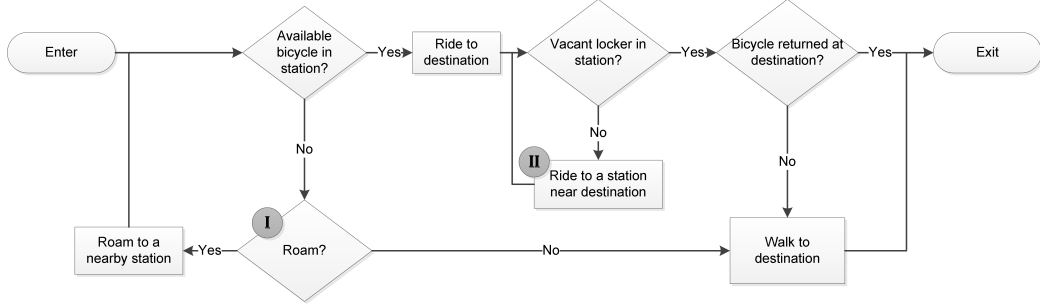 Enter
Available
bicycle in
station?
Yes
Ride to
destination
Vacant locker in
station?
Yes
Bicycle returned at
destination?
Yes
Exit
No
No
No
II
Ride to a station
near destination
I
Roam?
Yes
Roam to a
nearby station
No
Walk to
destination